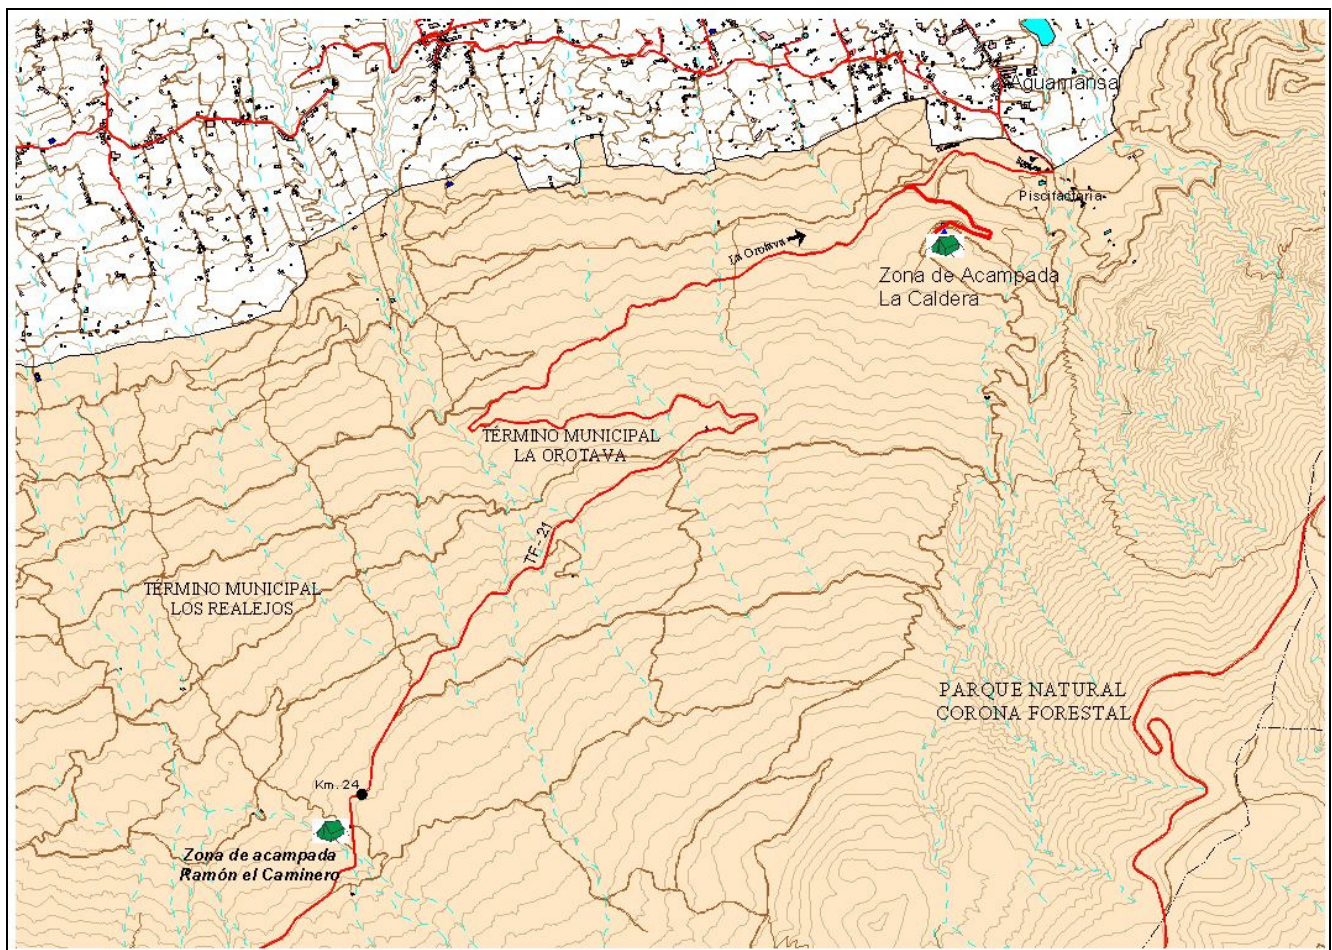 Aguamansa
Piscifactoria
La Orotava
Zona de Acampada
La Caldera
TÉRMINO MUNICIPAL
LA OROTAVA
TF - 21
TÉRMINO MUNICIPAL
LOS REALEJOS
PARQUE NATURAL
CORONA FORESTAL
Km. 24
Zona de acampada
Ramón el Caminero